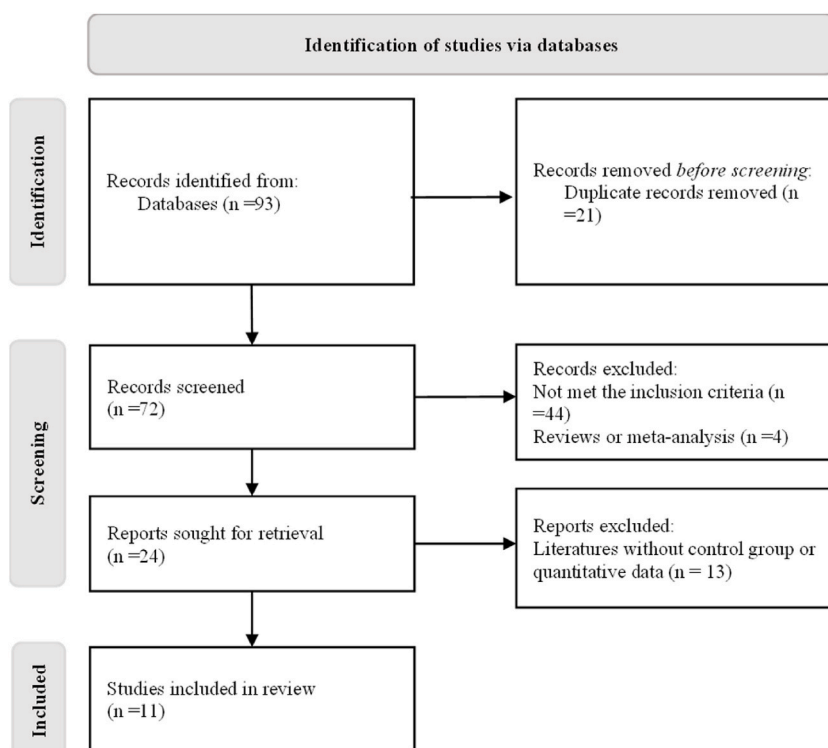 Identification of studies via databases
Identification
Records identified from:
Databases (n =93)
Records removed before screening:
Duplicate records removed (n
=21)
Screening
Records screened
(n =72)
Records excluded:
Not met the inclusion criteria (n
=44)
Reviews or meta-analysis (n =4)
Reports sought for retrieval
(n =24)
Reports excluded:
Literatures without control group or
quantitative data (n = 13)
Included
Studies included in review
(n =11)